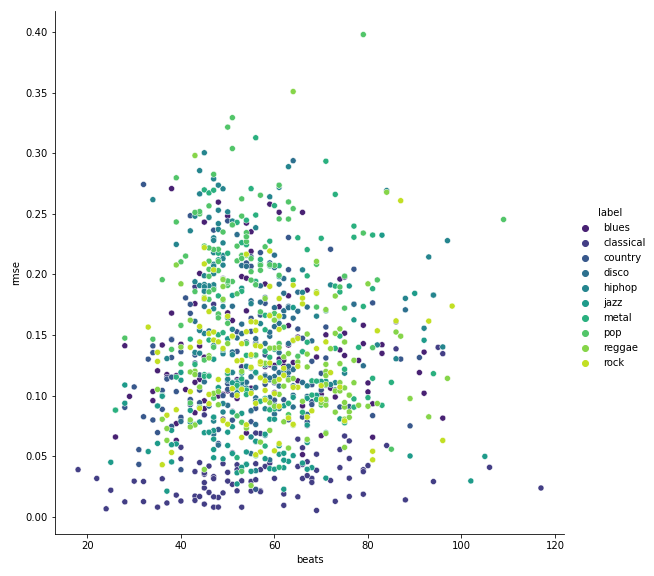 0.40
0.35
0.30
0.25
0.20
0.15
0.10
0.05
0.00
rmse
20
40
60
80
100
120
beats
label
blues
classical
country
disco
hiphop
jazz
metal
pop
reggae
rock